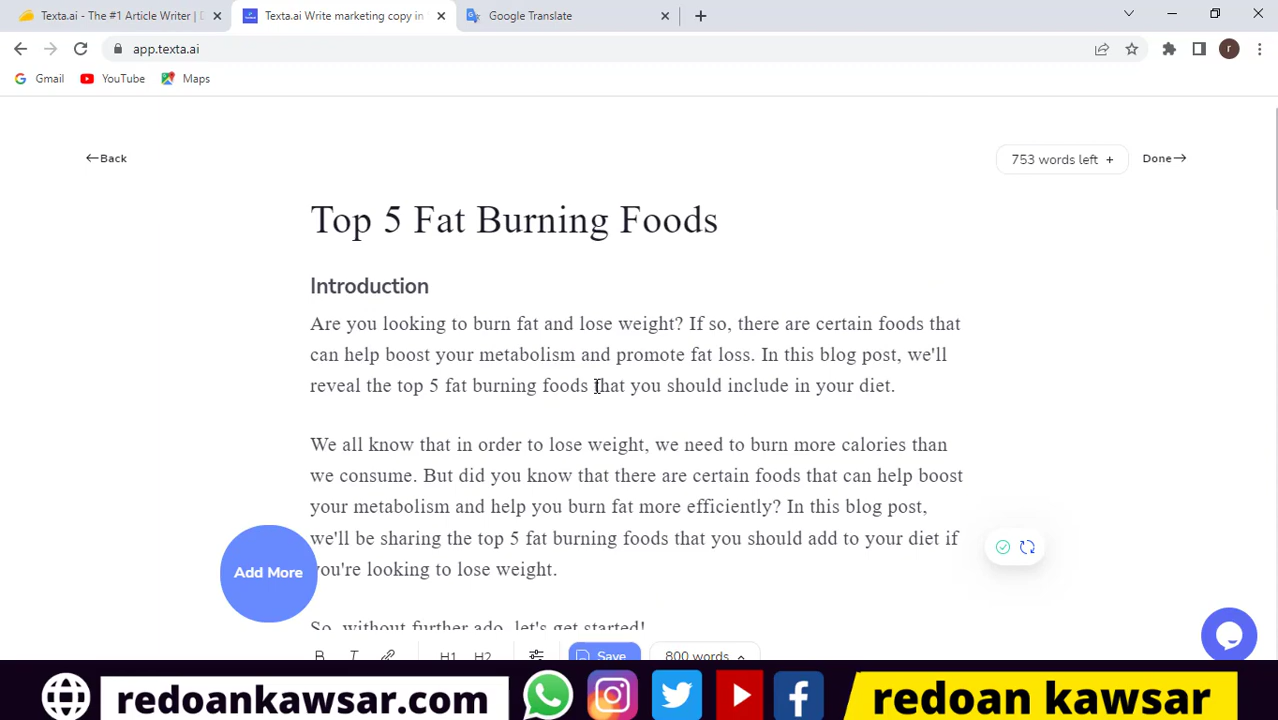 Texta.ai - The #1 Article Writer | D
Texta.ai Write marketing copy in
Google Translate
app.texta.ai
r
Gmail
YouTube
Maps
Back
753 words left +
Done
Top 5 Fat Burning Foods
Introduction
Are you looking to burn fat and lose weight? If so, there are certain foods that
can help boost your metabolism and promote fat loss. In this blog post, we'll
reveal the top 5 fat burning foods that you should include in your diet.
We all know that in order to lose weight, we need to burn more calories than
we consume. But did you know that there are certain foods that can help boost
your metabolism and help you burn fat more efficiently? In this blog post,
we'll be sharing the top 5 fat burning foods that you should add to your diet if
you're looking to lose weight.
Add More
So, without further ado, let's get started!
B I H1 H2 Save 800 words
redoankawsar.com
redoan kawsar